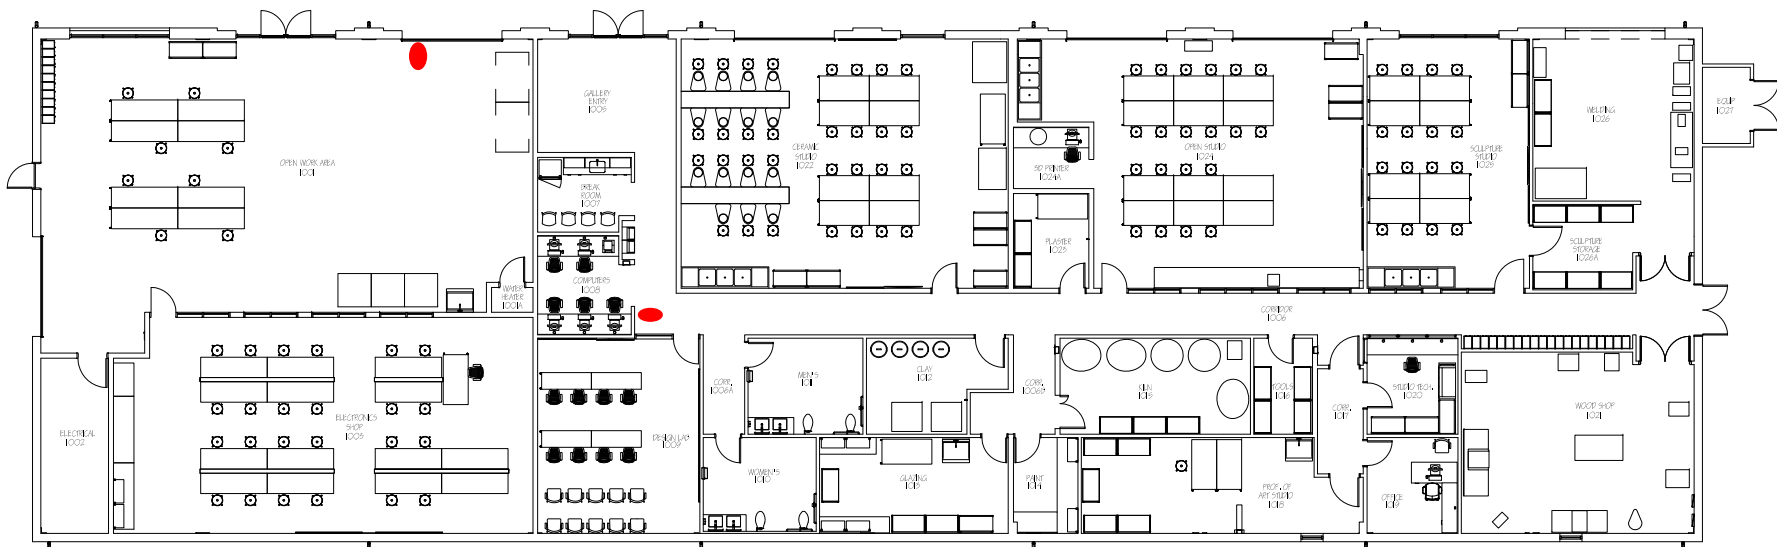 OPEN WORK AREA
1001
GALLERY
ENTRY
1005
BREAK
ROOM
1007
COMPUTERS
1008
WATER
HEATER
1001A
CERAMIC
STUDIO
1022
3D PRINTER
1024A
PLASTER
1023
OPEN STUDIO
1024
SCULPTURE
STUDIO
1025
WELDING
1026
EQUIP
1027
SCULPTURE
STORAGE
1026A
CORRIDOR
1006
ELECTRICAL
1002
ELECTRONICS
SHOP
1003
DESIGN LAB
1009
CORR.
1006A
MEN'S
1011
CLAY
1012
CORR.
1006B
KILN
1015
TOOLS
1016
CORR.
1017
STUDIO TECH.
1020
WOOD SHOP
1021
WOMEN'S
1010
GLAZING
1013
PAINT
1014
PROF. OF
ART STUDIO
1018
OFFICE
1019